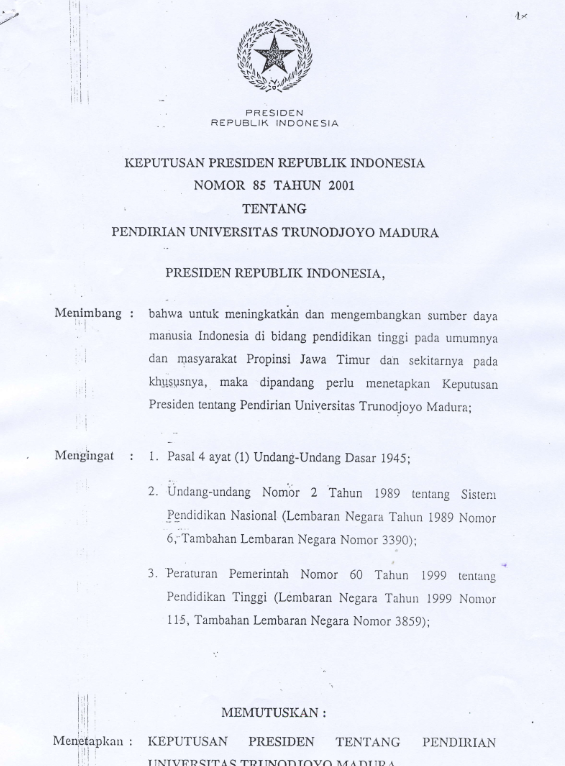 PRESIDEN
REPUBLIK INDONESIA
KEPUTUSAN PRESIDEN REPUBLIK INDONESIA
NOMOR 85 TAHUN 2001
TENTANG
PENDIRIAN UNIVERSITAS TRUNODJOYO MADURA
PRESIDEN REPUBLIK INDONESIA,
Menimbang : bahwa untuk meningkatkan dan mengembangkan sumber daya
manusia Indonesia di bidang pendidikan tinggi pada umumnya
dan masyarakat Propinsi Jawa Timur dan sekitarnya pada
khususnya, maka dipandang perlu menetapkan Keputusan
Presiden tentang Pendirian Universitas Trunodjoyo Madura;
Mengingat : 1. Pasal 4 ayat (1) Undang-Undang Dasar 1945;
2. Undang-undang Nomor 2 Tahun 1989 tentang Sistem
Pendidikan Nasional (Lembaran Negara Tahun 1989 Nomor
6, Tambahan Lembaran Negara Nomor 3390);
3. Peraturan Pemerintah Nomor 60 Tahun 1999 tentang
Pendidikan Tinggi (Lembaran Negara Tahun 1999 Nomor
115, Tambahan Lembaran Negara Nomor 3859);
MEMUTUSKAN :
Menetapkan : KEPUTUSAN PRESIDEN TENTANG PENDIRIAN
UNIVERSITAS TRUNODJOYO MADURA